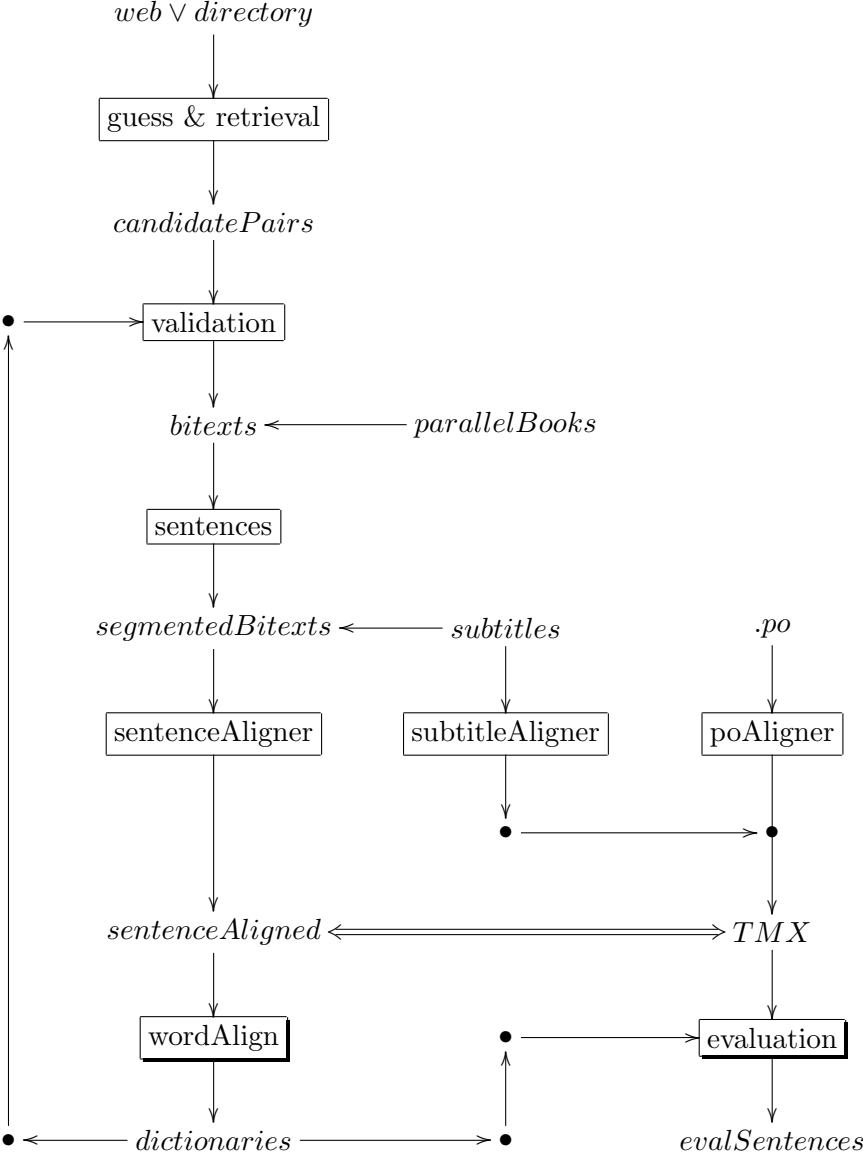 web ∨ directory
guess & retrieval
candidatePairs
validation
bitexts
parallelBooks
sentences
segmentedBitexts
subtitles
.po
sentenceAligner
subtitleAligner
poAligner
sentenceAligned
TMX
wordAlign
evaluation
dictionaries
evalSentences